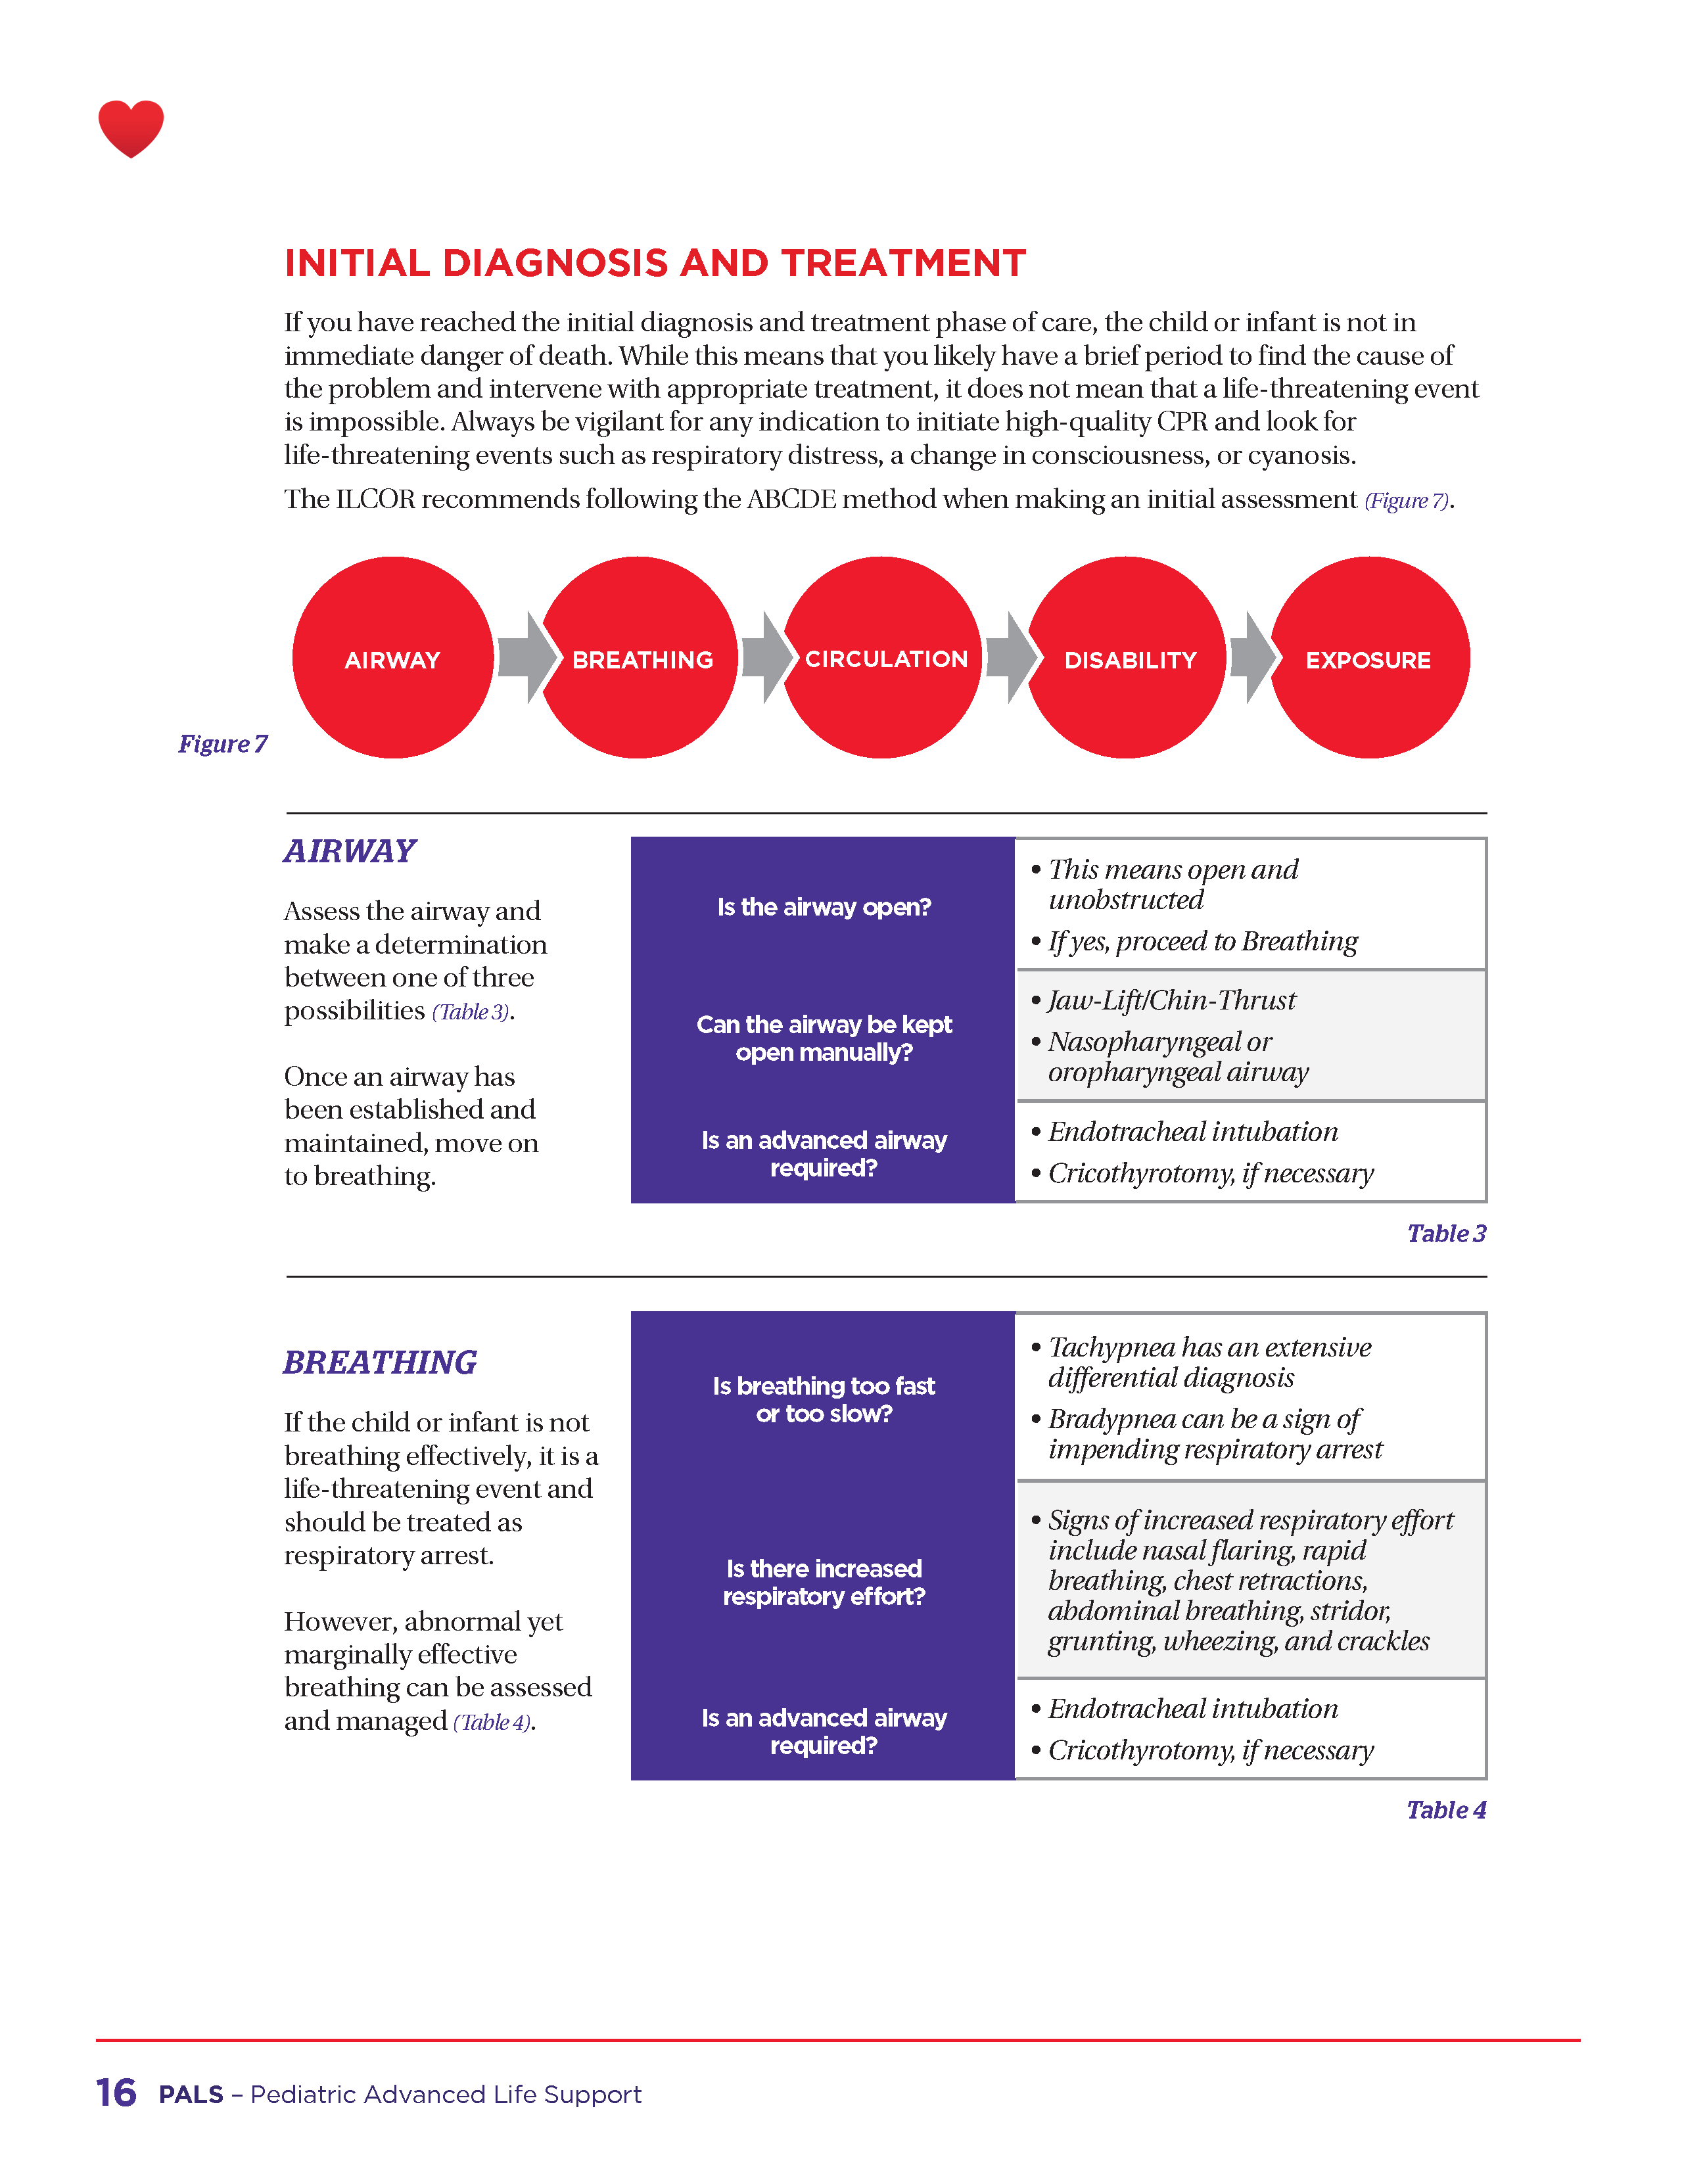 INITIAL DIAGNOSIS AND TREATMENT
If you have reached the initial diagnosis and treatment phase of care, the child or infant is not in
immediate danger of death. While this means that you likely have a brief period to find the cause of
the problem and intervene with appropriate treatment, it does not mean that a life-threatening event
is impossible. Always be vigilant for any indication to initiate high-quality CPR and look for
life-threatening events such as respiratory distress, a change in consciousness, or cyanosis.
The ILCOR recommends following the ABCDE method when making an initial assessment (Figure 7).
AIRWAY
BREATHING
CIRCULATION
DISABILITY
EXPOSURE
Figure 7
AIRWAY
Assess the airway and
make a determination
between one of three
possibilities (Table 3).
Once an airway has
been established and
maintained, move on
to breathing.
Is the airway open?
• This means open and
unobstructed
• If yes, proceed to Breathing
Can the airway be kept
open manually?
• Jaw-Lift/Chin-Thrust
• Nasopharyngeal or
oropharyngeal airway
Is an advanced airway
required?
• Endotracheal intubation
• Cricothyrotomy, if necessary
Table 3
BREATHING
If the child or infant is not
breathing effectively, it is a
life-threatening event and
should be treated as
respiratory arrest.
However, abnormal yet
marginally effective
breathing can be assessed
and managed (Table 4).
Is breathing too fast
or too slow?
• Tachypnea has an extensive
differential diagnosis
• Bradypnea can be a sign of
impending respiratory arrest
Is there increased
respiratory effort?
• Signs of increased respiratory effort
include nasal flaring, rapid
breathing, chest retractions,
abdominal breathing, stridor,
grunting, wheezing, and crackles
Is an advanced airway
required?
• Endotracheal intubation
• Cricothyrotomy, if necessary
Table 4
16 PALS – Pediatric Advanced Life Support